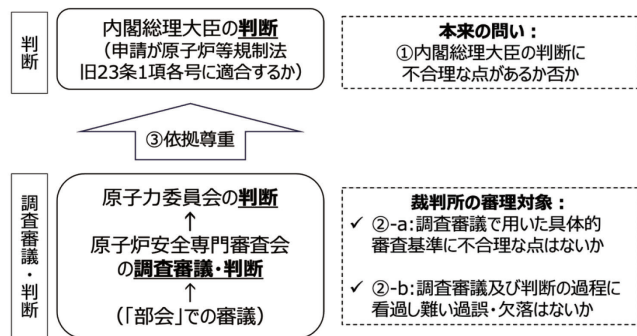 判断
内閣総理大臣の判断
（申請が原子炉等規制法
旧23条1項各号に適合するか）
本来の問い：
①内閣総理大臣の判断に
不合理な点があるか否か
③依拠尊重
調査審議・判断
原子力委員会の判断
↑
原子炉安全専門審査会
の調査審議・判断
↑
（「部会」での審議）
裁判所の審理対象：
✓ ②-a:調査審議で用いた具体的
審査基準に不合理な点はないか
✓ ②-b:調査審議及び判断の過程に
看過し難い過誤・欠落はないか